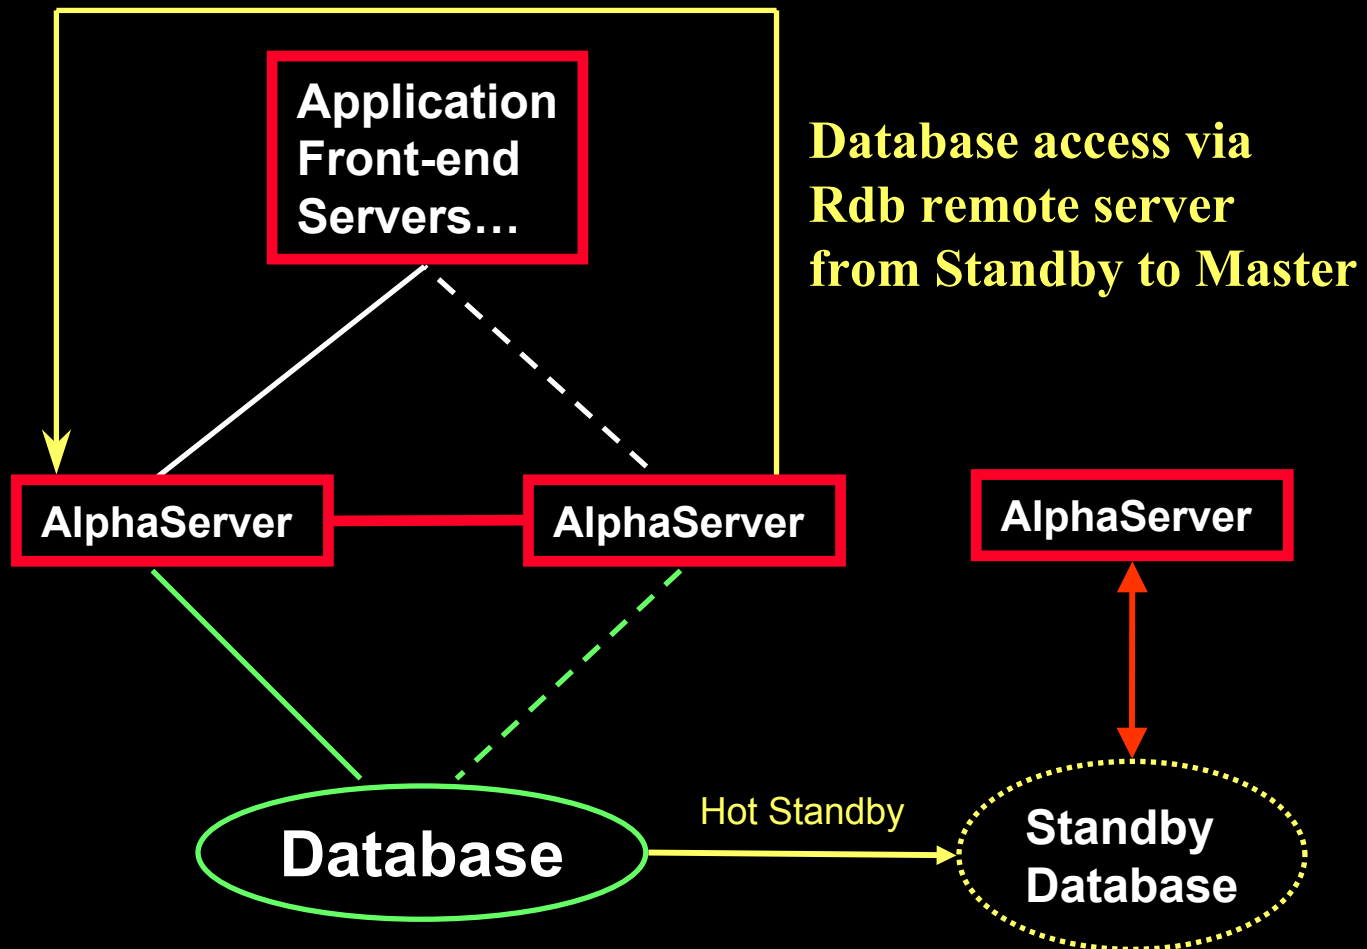 Application
Front-end
Servers…
Database access via
Rdb remote server
from Standby to Master
AlphaServer
AlphaServer
AlphaServer
Hot Standby
Database
Standby
Database